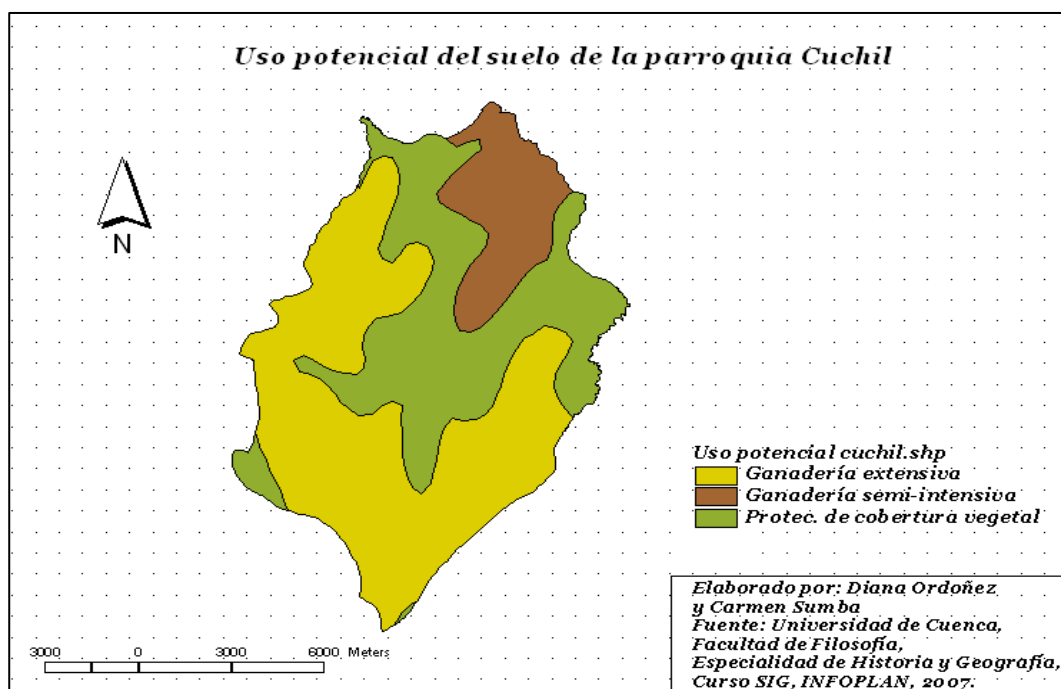 Uso potencial del suelo de la parroquia Cuchil
N
Uso potencial cuchil.shp
Ganadería extensiva
Ganadería semi-intensiva
Protec. de cobertura vegetal
3000 0 3000 6000 Meters
Elaborado por: Diana Ordoñez
y Carmen Sumba
Fuente: Universidad de Cuenca,
Facultad de Filosofía,
Especialidad de Historia y Geografía,
Curso SIG, INFOPLAN, 2007.